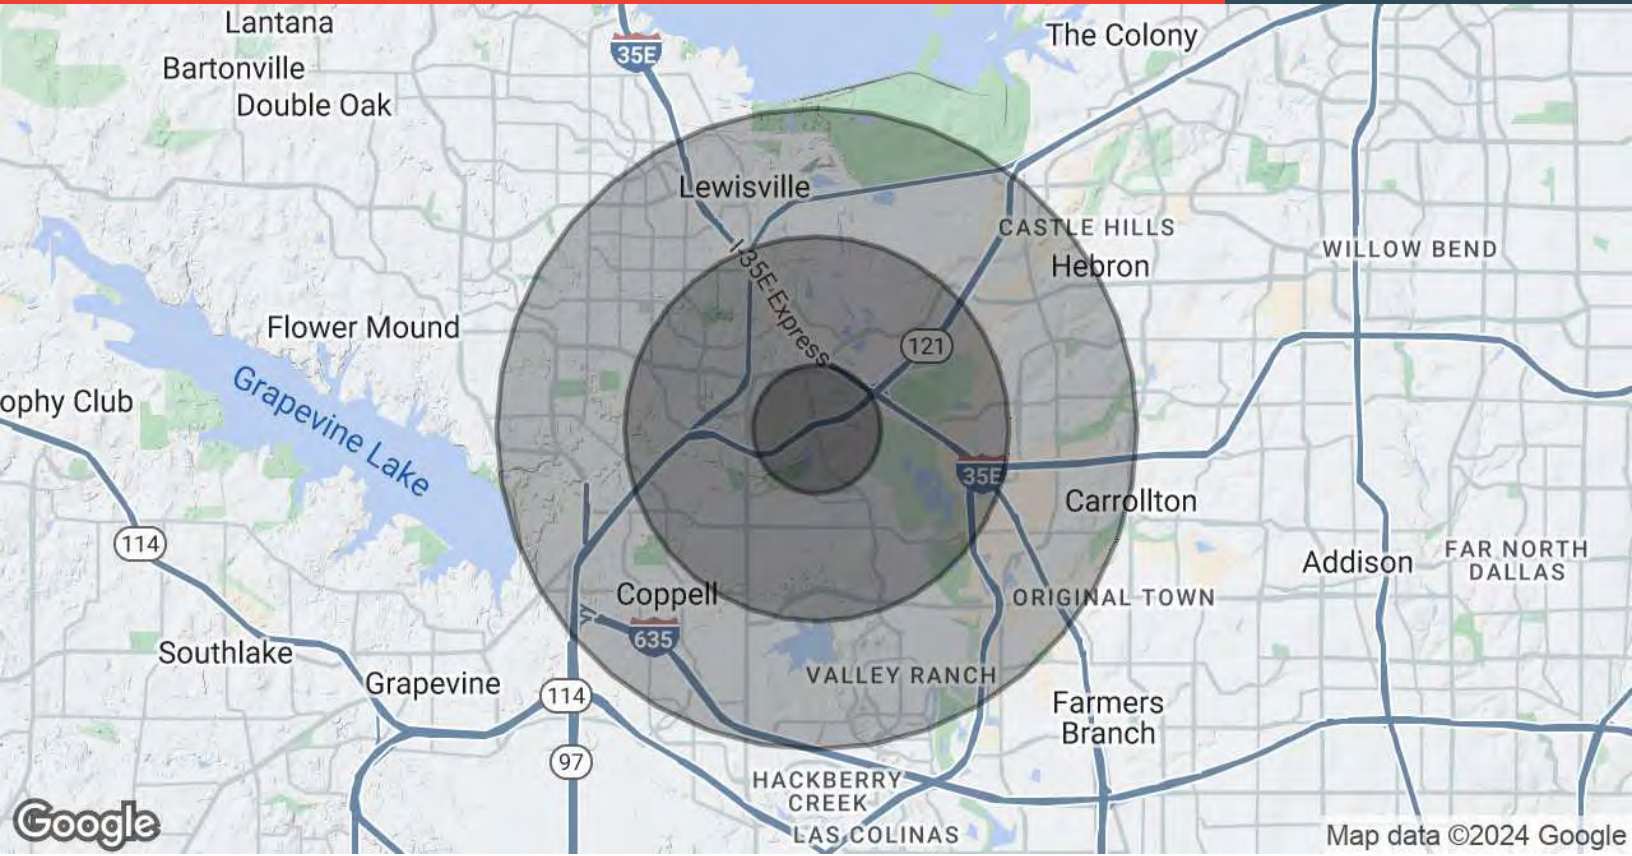 Lantana
35E
The Colony
Bartonville
Double Oak
Lewisville
CASTLE HILLS
WILLOW BEND
Hebron
I-35E Express
Flower Mound
121
Grapevine Lake
ophy Club
35E
Carrollton
114
Addison
FAR NORTH
DALLAS
Coppell
ORIGINAL TOWN
635
Southlake
VALLEY RANCH
Grapevine
114
Farmers
Branch
97
HACKBERRY
CREEK
LAS COLINAS
Google
Map data ©2024 Google